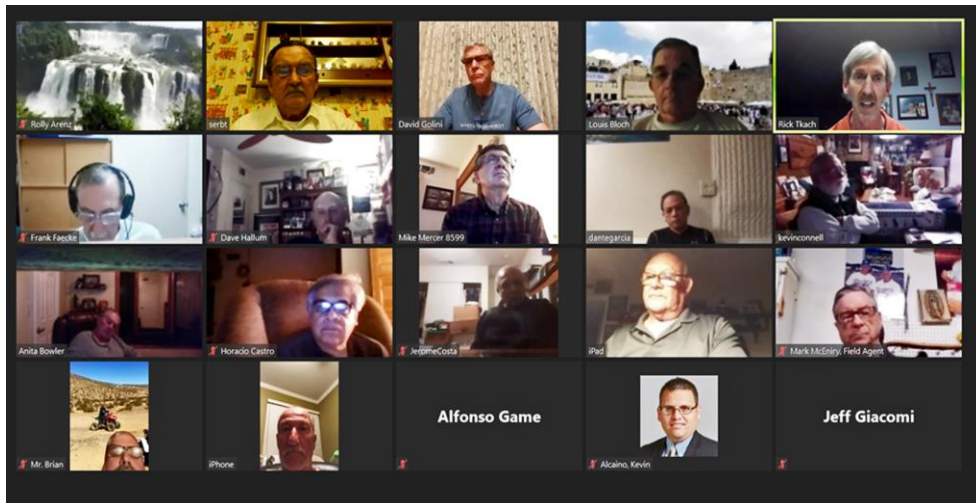 Rolly Arenz
serbt
David Golini
Louis Bloch
Rick Tkach
Frank Faecke
Dave Hallum
Mike Mercer 8599
dantegarcia
kevinconnell
Anita Bowler
Horacio Castro
JeromeCosta
iPad
Mark McEniry, Field Agent
Mr. Brian
iPhone
Alfonso Game
Alcaino, Kevin
Jeff Giacomi